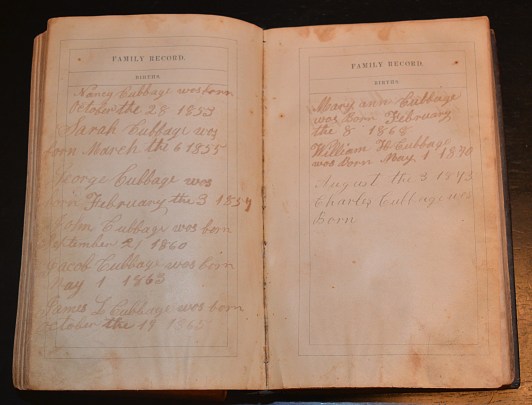 FAMILY RECORD.
BIRTHS.
Nancy Cubbage was born
October the 28 1853
Sarah Cubbage was
born March the 6 1855
George Cubbage was
born February the 3
John Cubbage was born
September 21 1860
Jacob Cubbage was born
May 1 1863
James L Cubbage was born
October the 19 1865
FAMILY RECORD.
BIRTHS.
Mary ann Cubbage
was Born February
the 8 1868
William H Cubbage
was Born May 1 1870
August the 3 1873
Charles Cubbage was
Born